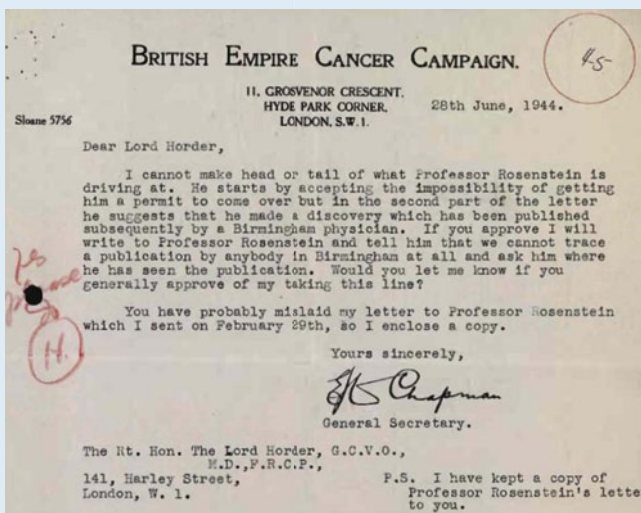 BRITISH EMPIRE CANCER CAMPAIGN.
45
11, GROSVENOR CRESCENT,
HYDE PARK CORNER,
LONDON, S.W.1.
28th June, 1944.
Sloane 5756
Dear Lord Horder,
I cannot make head or tail of what Professor Rosenstein is
driving at. He starts by accepting the impossibility of getting
him a permit to come over but in the second part of the letter
he suggests that he made a discovery which has been published
subsequently by a Birmingham physician. If you approve I will
write to Professor Rosenstein and tell him that we cannot trace
a publication by anybody in Birmingham at all and ask him where
he has seen the publication. Would you let me know if you
generally approve of my taking this line?
Yes
please
H.
You have probably mislaid my letter to Professor Rosenstein
which I sent on February 29th, so I enclose a copy.
Yours sincerely,
Chapman
General Secretary.
The Rt. Hon. The Lord Horder, G.C.V.O.,
M.D.,F.R.C.P.,
141, Harley Street,
London, W. 1.
P.S. I have kept a copy of
Professor Rosenstein's lette
to you.